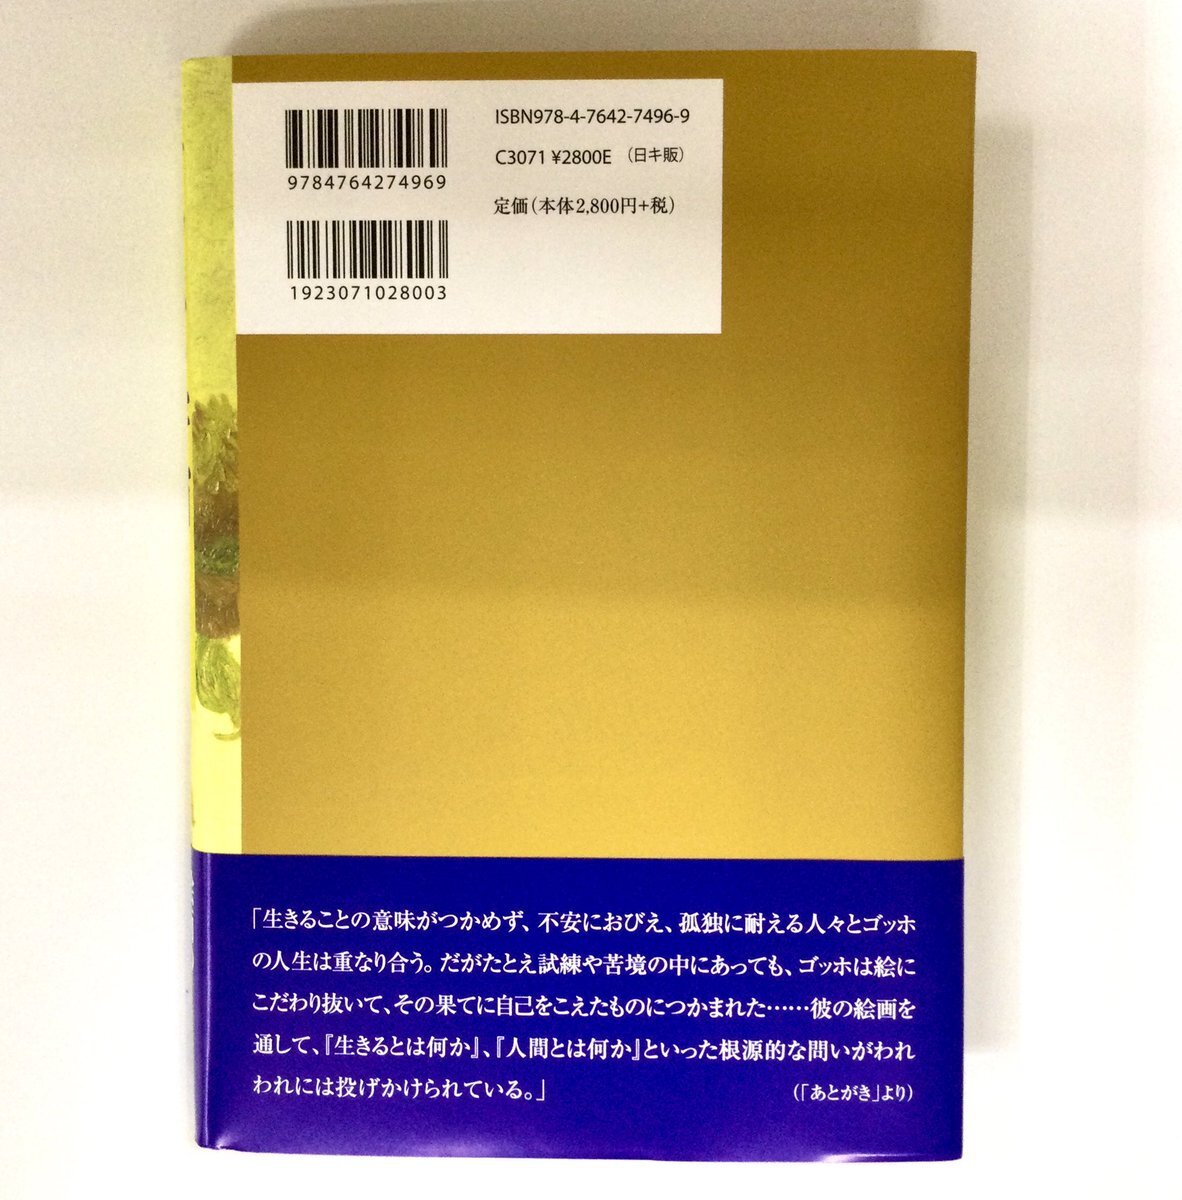 ISBN978-4-7642-7496-9
C3071 ¥2800E （日キ販）
定価（本体2,800円+税）
9784764274969
1923071028003
「生きることの意味がつかめず、不安におびえ、孤独に耐える人々とゴッホ
の人生は重なり合う。だがたとえ試練や苦境の中にあっても、ゴッホは絵に
こだわり抜いて、その果てに自己をこえたものにつかまれた……彼の絵画を
通して、『生きるとは何か』、『人間とは何か』といった根源的な問いがわれ
われには投げかけられている。」
（「あとがき」より）